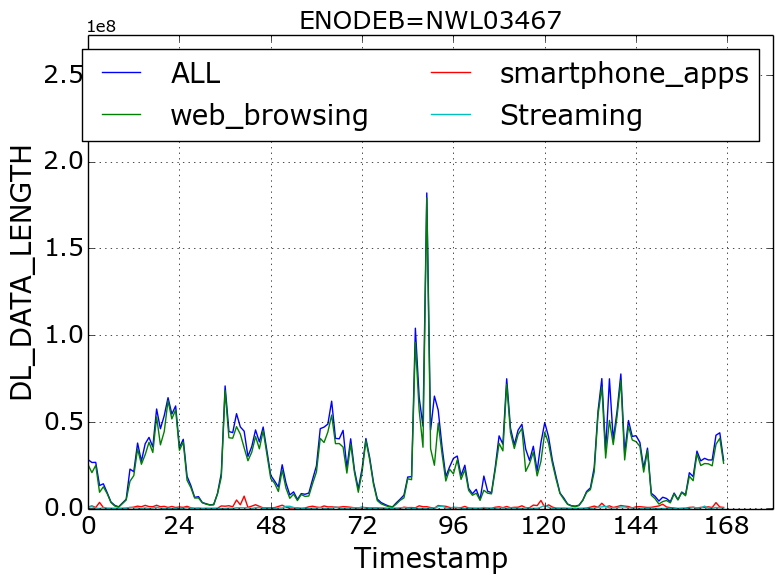 ENODEB=NWL03467
1e8
ALL
smartphone_apps
web_browsing
Streaming
DL_DATA_LENGTH
2.5
2.0
1.5
1.0
0.5
0.0
0 24 48 72 96 120 144 168
Timestamp